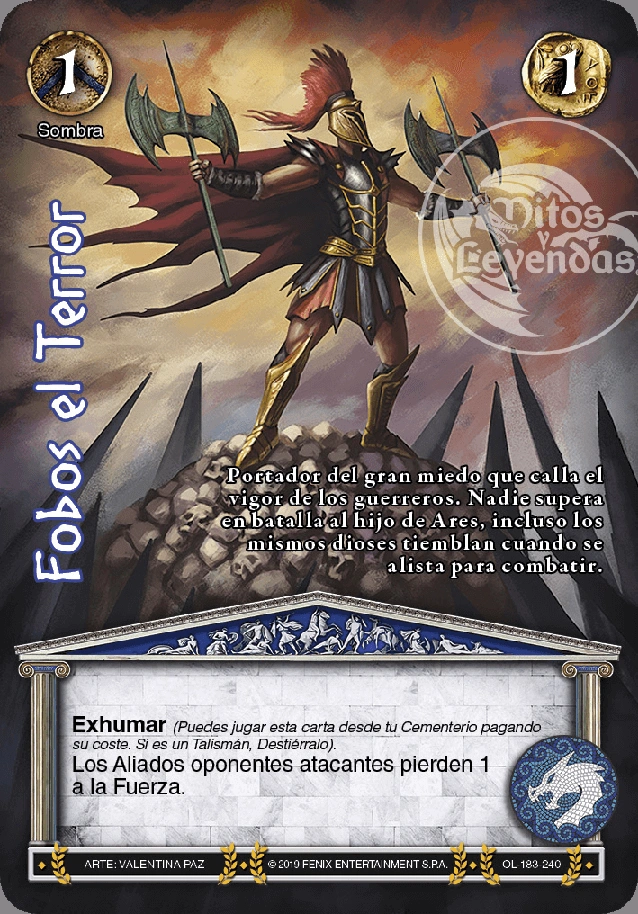 1
Sombra
1
Mitos
y
Leyendas
Fobos el Terror
Portador del gran miedo que calla el
vigor de los guerreros. Nadie supera
en batalla al hijo de Ares, incluso los
mismos dioses tiemblan cuando se
alista para combatir.
Exhumar (Puedes jugar esta carta desde tu Cementerio pagando
su coste. Si es un Talismán, Destiérralo).
Los Aliados oponentes atacantes pierden 1
a la Fuerza.
ARTE: VALENTINA PAZ
© 2019 FENIX ENTERTAINMENT S.P.A.
OL 183-240